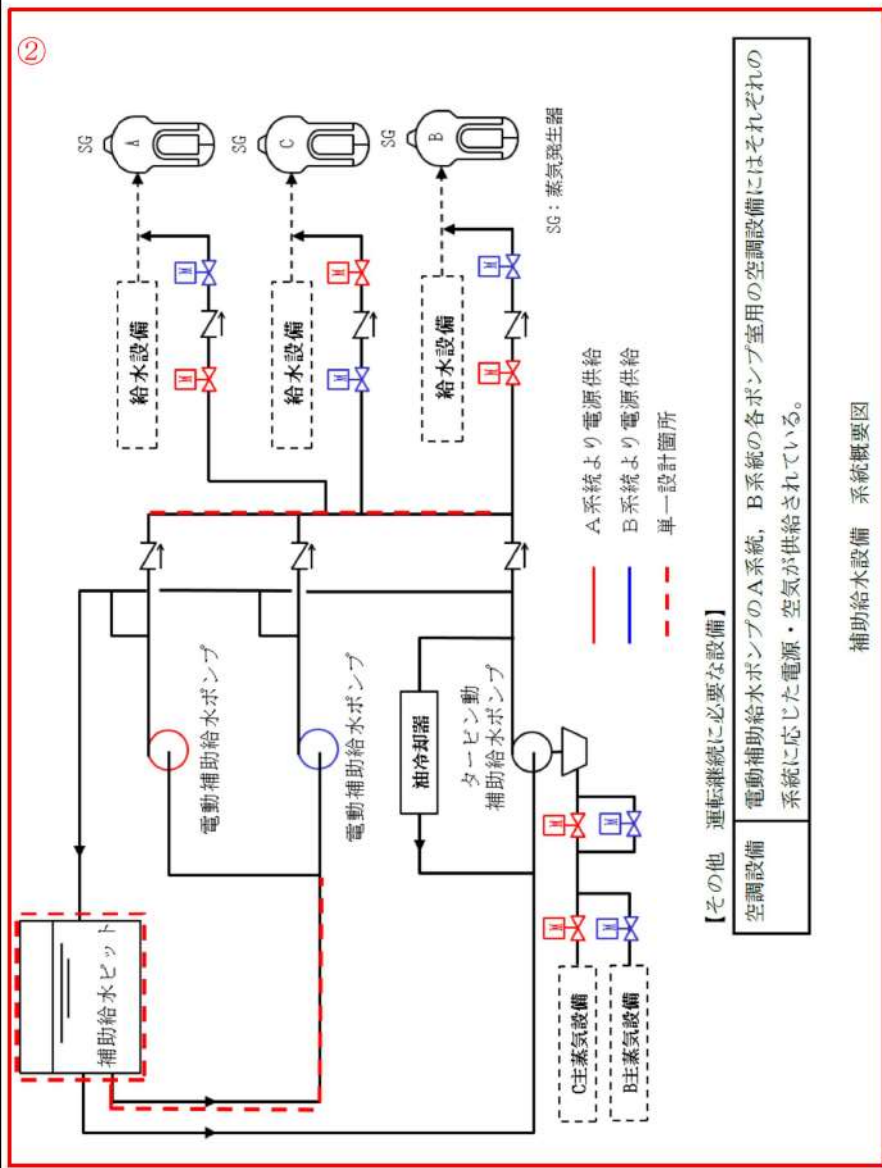 ②
補助給水ピット
電動補助給水ポンプ
電動補助給水ポンプ
油冷却器
タービン動
補助給水ポンプ
C主蒸気設備
B主蒸気設備
M
M
M
M
給水設備
M
M
SG
A
給水設備
M
M
SG
C
給水設備
M
M
SG
B
SG：蒸気発生器
A系統より電源供給
B系統より電源供給
単一設計箇所
【その他　運転継続に必要な設備】
空調設備
電動補助給水ポンプのA系統，B系統の各ポンプ室用の空調設備にはそれぞれの
系統に応じた電源・空気が供給されている。
補助給水設備　系統概要図